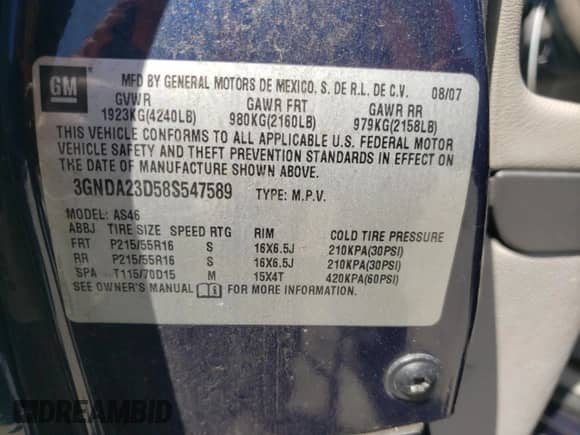 GM
MFD BY GENERAL MOTORS DE MEXICO, S. DE R.L. DE C.V. 08/07
GVWR GAWR FRT GAWR RR
1923KG(4240LB) 980KG(2160LB) 979KG(2158LB)
THIS VEHICLE CONFORMS TO ALL APPLICABLE U.S. FEDERAL MOTOR
VEHICLE SAFETY AND THEFT PREVENTION STANDARDS IN EFFECT ON
THE DATE OF MANUFACTURE SHOWN ABOVE.
3GNDA23D58S547589 TYPE: M.P.V.
MODEL: AS46
ABBJ TIRE SIZE SPEED RTG RIM COLD TIRE PRESSURE
FRT P215/55R16 S 16X6.5J 210KPA(30PSI)
RR P215/55R16 S 16X6.5J 210KPA(30PSI)
SPA T115/70D15 M 15X4T 420KPA(60PSI)
SEE OWNER'S MANUAL FOR MORE INFORMATION.
DREAMBID